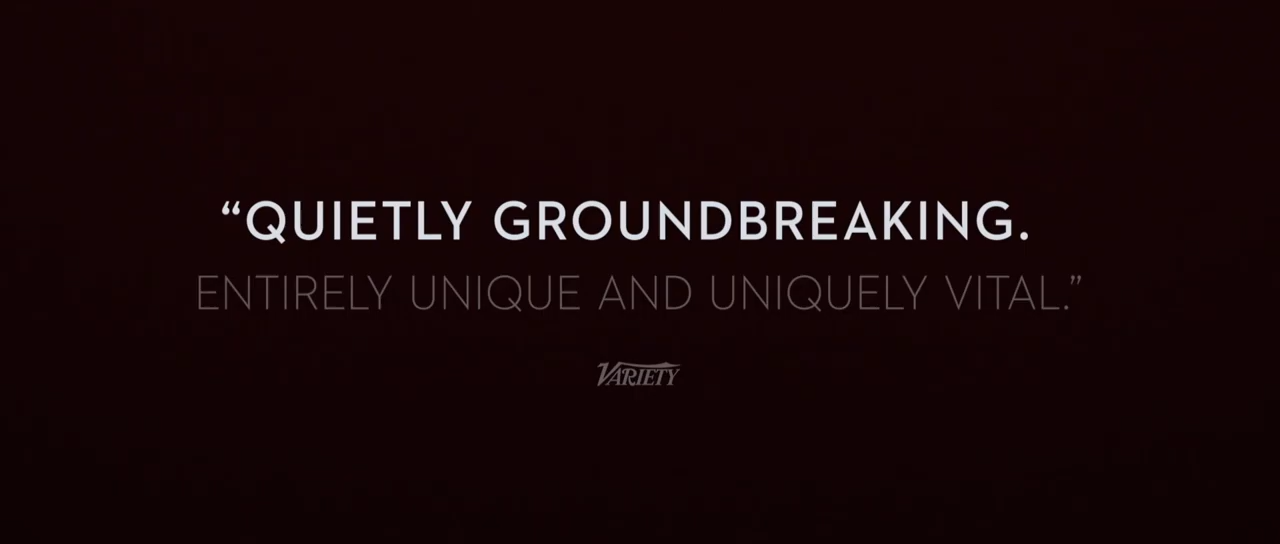 “QUIETLY GROUNDBREAKING.
ENTIRELY UNIQUE AND UNIQUELY VITAL.”
VARIETY